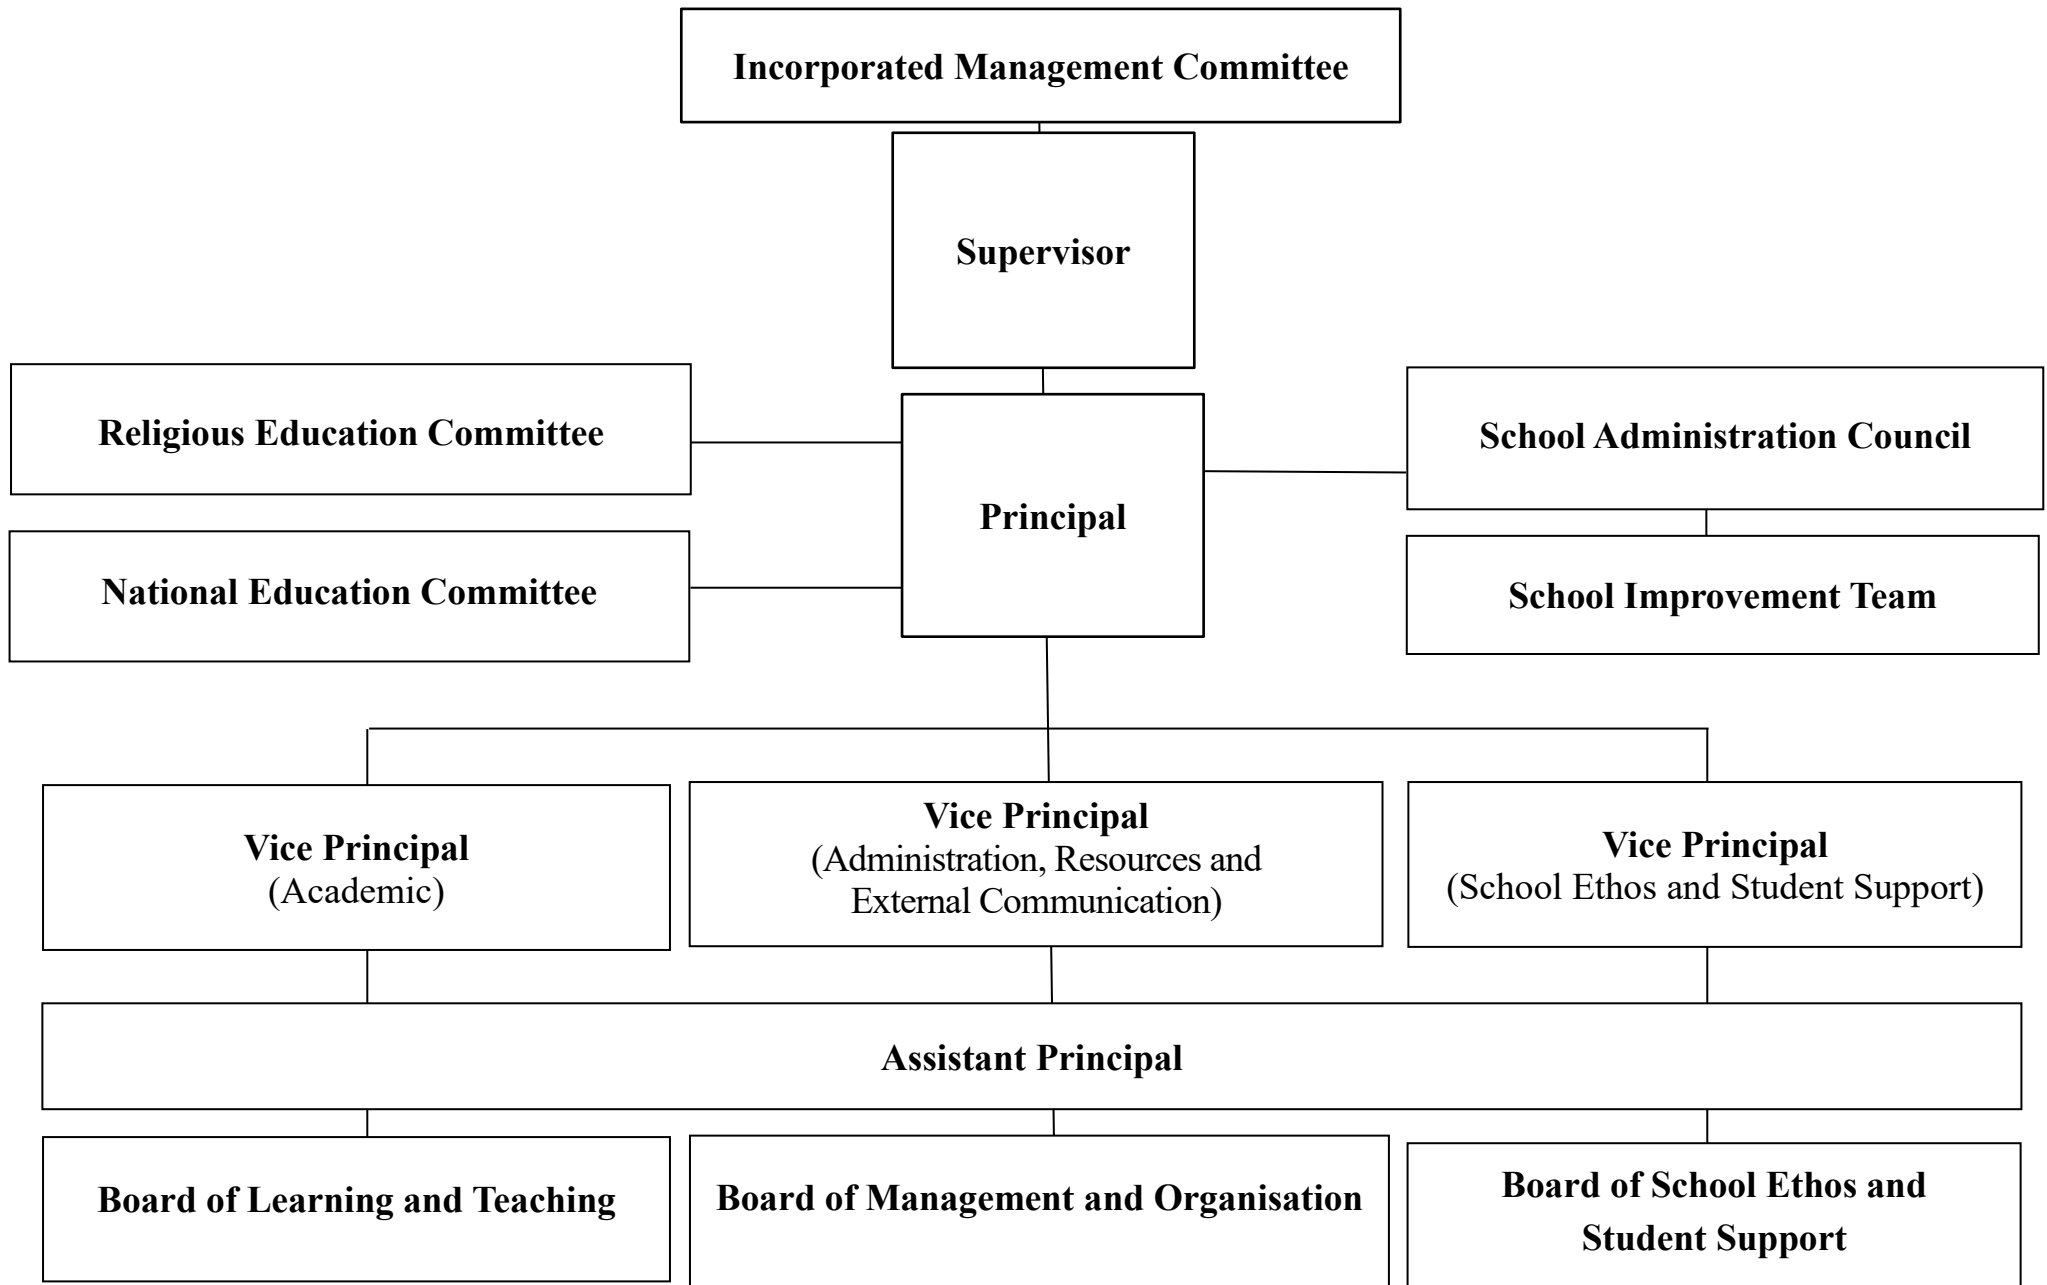 Incorporated Management Committee
Supervisor
Religious Education Committee
School Administration Council
Principal
National Education Committee
School Improvement Team
Vice Principal
(Academic)
Vice Principal
(Administration, Resources and
External Communication)
Vice Principal
(School Ethos and Student Support)
Assistant Principal
Board of Learning and Teaching
Board of Management and Organisation
Board of School Ethos and
Student Support